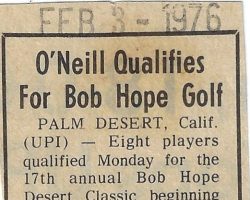 FEB 3 - 1976
O'Neill Qualifies
For Bob Hope Golf
PALM DESERT, Calif.
(UPI) — Eight players
qualified Monday for the
17th annual Bob Hope
Desert Classic beginning